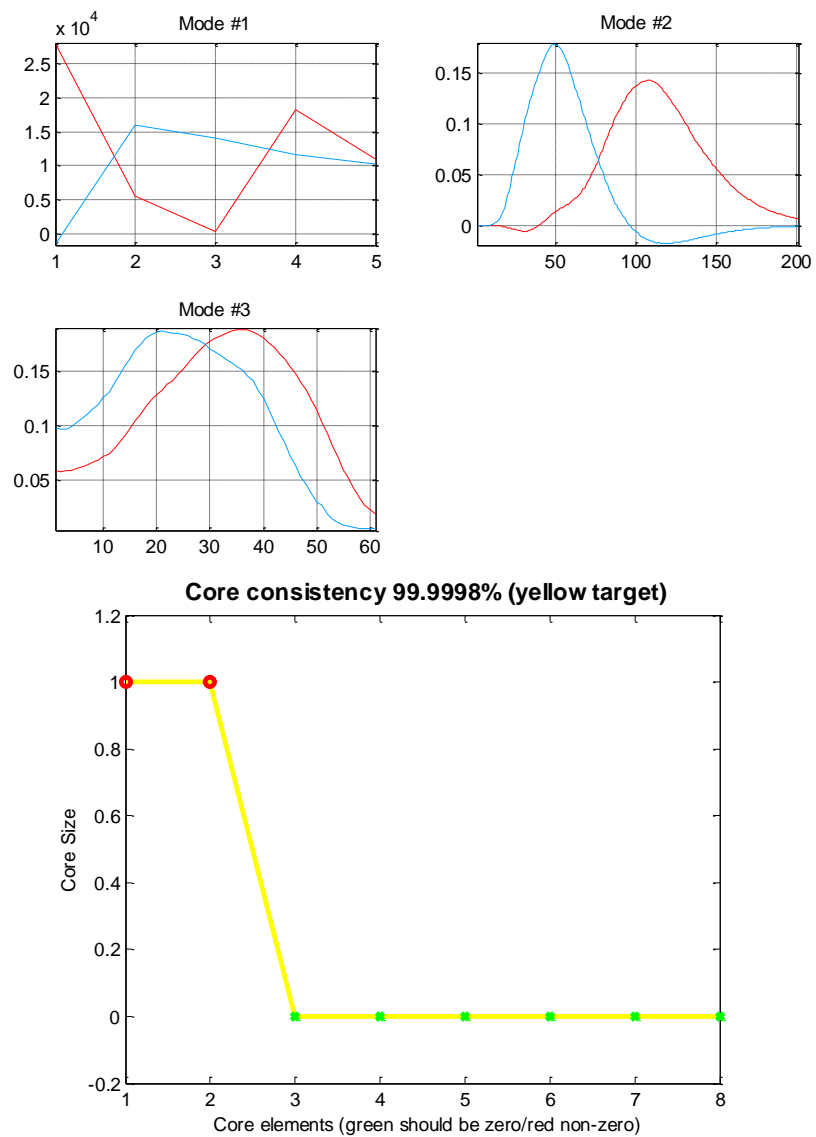 Mode #1
x 10^4
2.5
2
1.5
1
0.5
0
1 2 3 4 5
Mode #2
0.15
0.1
0.05
0
50 100 150 200
Mode #3
0.15
0.1
0.05
10 20 30 40 50 60
Core consistency 99.9998% (yellow target)
Core Size
1.2
1
0.8
0.6
0.4
0.2
0
-0.2
1 2 3 4 5 6 7 8
Core elements (green should be zero/red non-zero)